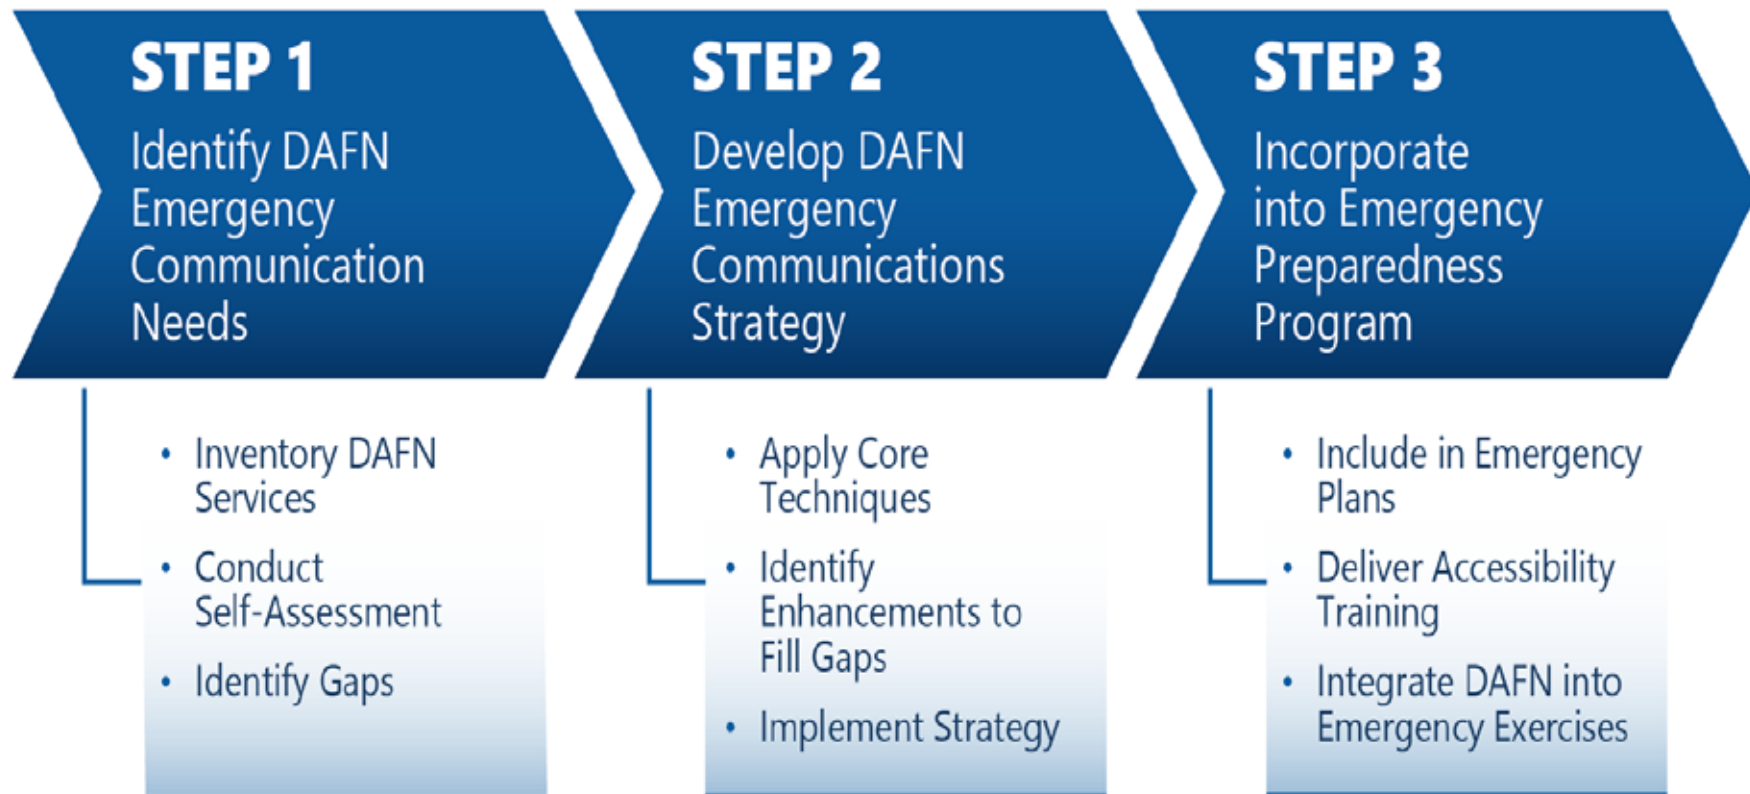 STEP 1
Identify DAFN
Emergency
Communication
Needs
• Inventory DAFN
Services
• Conduct
Self-Assessment
• Identify Gaps
STEP 2
Develop DAFN
Emergency
Communications
Strategy
• Apply Core
Techniques
• Identify
Enhancements to
Fill Gaps
• Implement Strategy
STEP 3
Incorporate
into Emergency
Preparedness
Program
• Include in Emergency
Plans
• Deliver Accessibility
Training
• Integrate DAFN into
Emergency Exercises